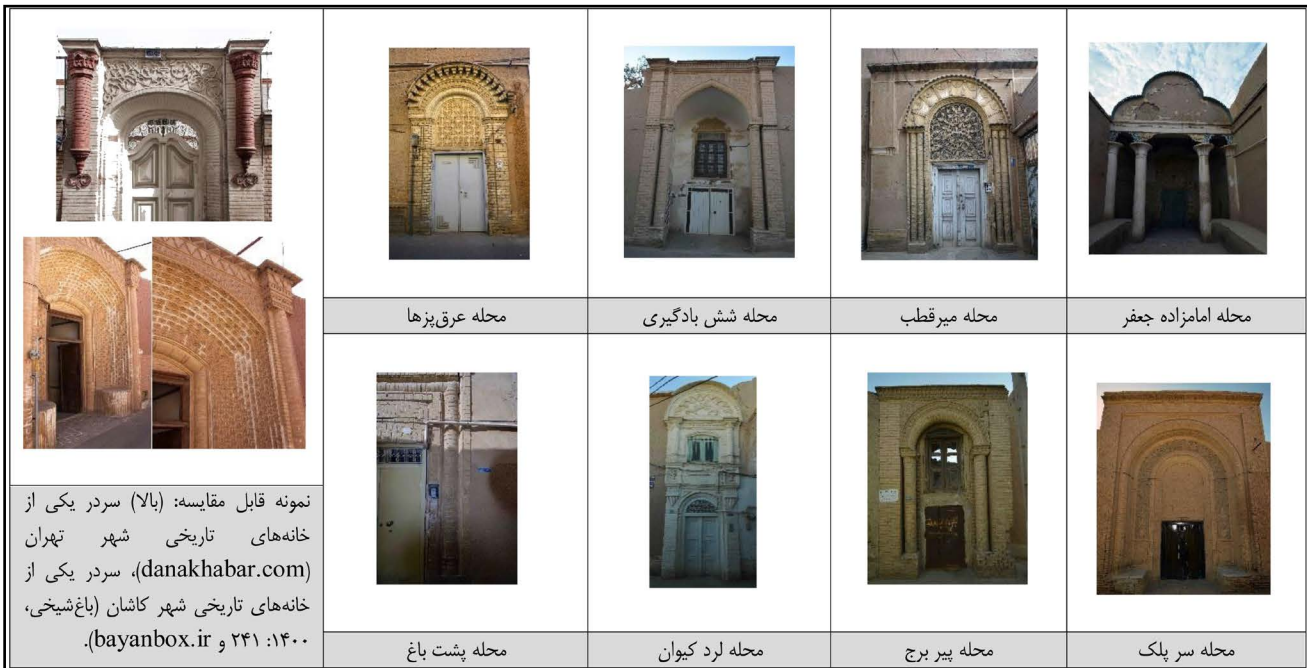 محله امامزاده جعفر
محله میرقطب
محله شش بادگیری
محله عرق‌پزها
محله سر پلک
محله پیر برج
محله لرد کیوان
محله پشت باغ
نمونه قابل مقایسه: (بالا) سردر یکی از
خانه‌های تاریخی شهر تهران
(danakhabar.com)، سردر یکی از
خانه‌های تاریخی شهر کاشان (باغ‌شیخی،
۱۴۰۰: ۲۴۱ و bayanbox.ir).